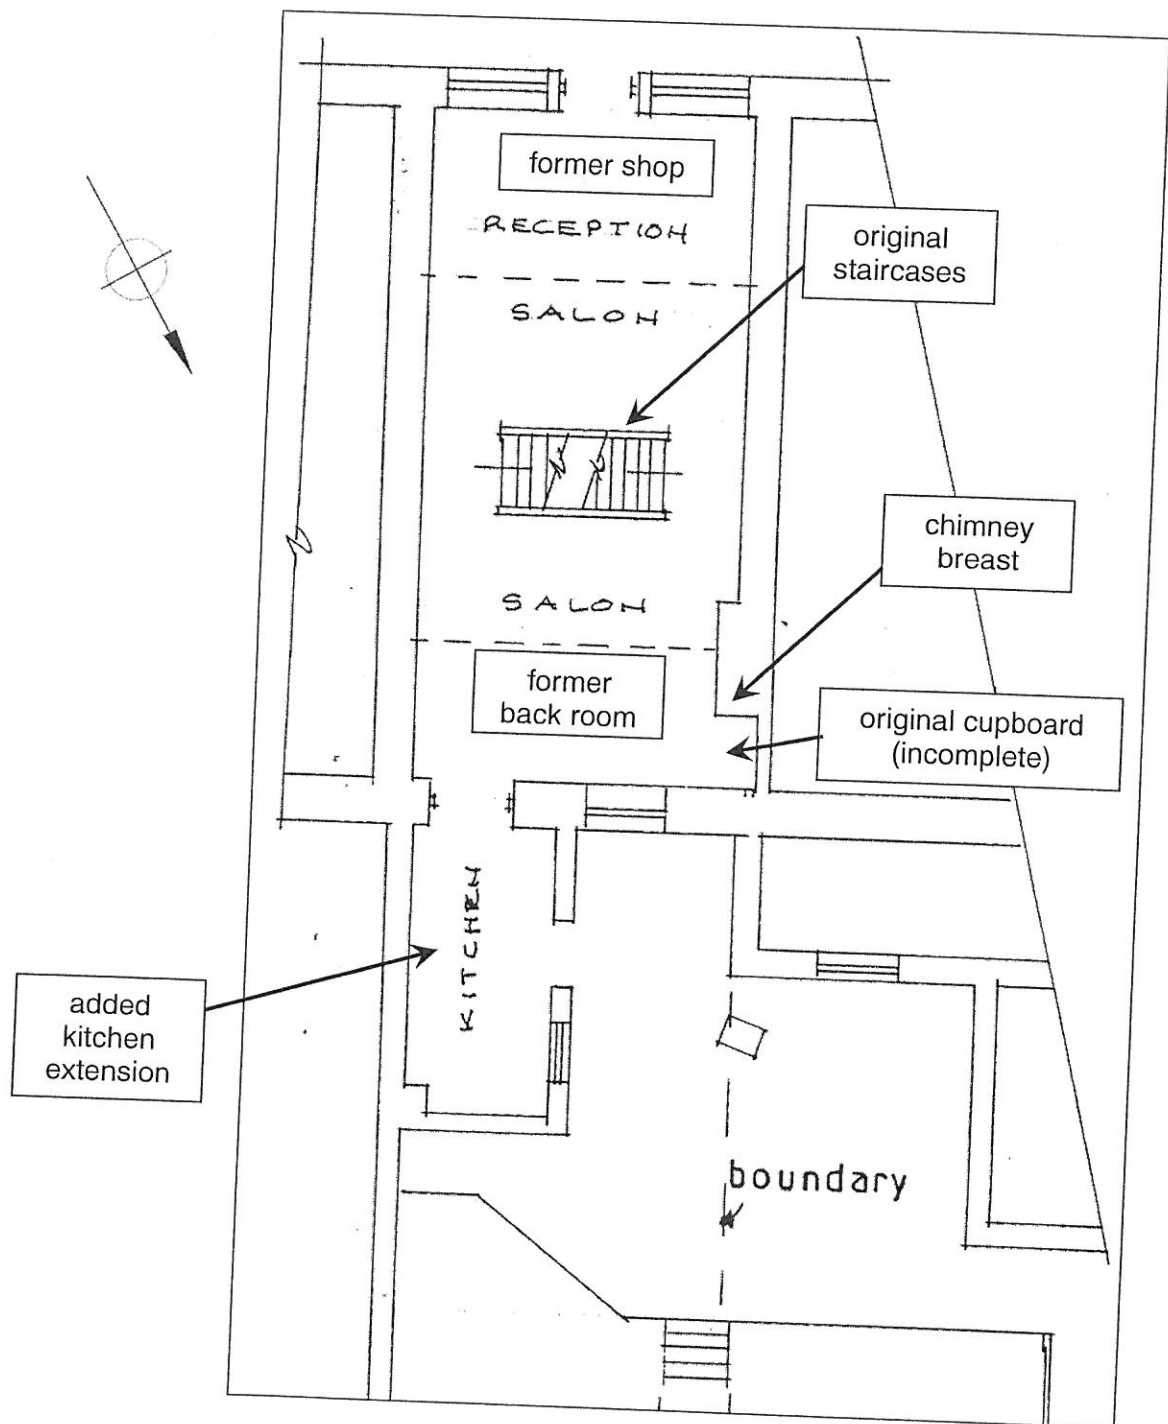 former shop
RECEPTION
original
staircases
SALON
chimney
breast
SALON
former
back room
original cupboard
(incomplete)
KITCHEN
added
kitchen
extension
boundary